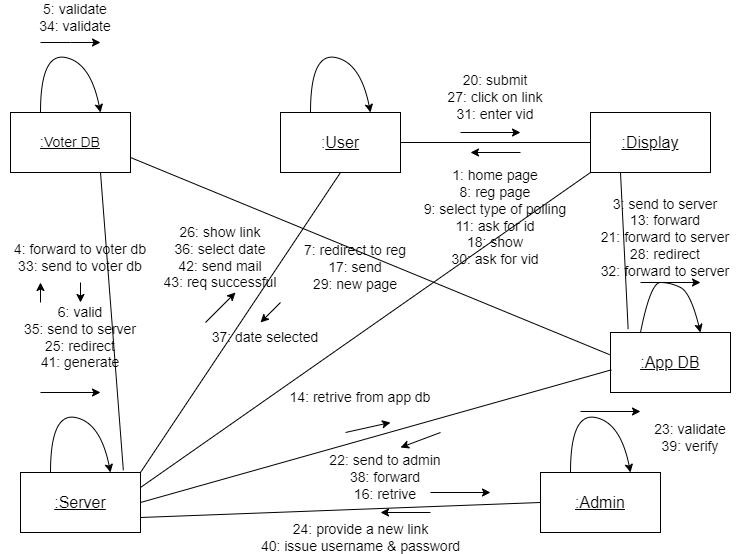 5: validate
34: validate
:Voter DB
:User
20: submit
27: click on link
31: enter vid
:Display
1: home page
8: reg page
9: select type of polling
11: ask for id
18: show
30: ask for vid
3: send to server
13: forward
21: forward to server
28: redirect
32: forward to server
26: show link
36: select date
42: send mail
43: req successful
7: redirect to reg
17: send
29: new page
4: forward to voter db
33: send to voter db
6: valid
35: send to server
25: redirect
41: generate
37: date selected
:App DB
14: retrive from app db
23: validate
39: verify
22: send to admin
38: forward
16: retrive
:Server
:Admin
24: provide a new link
40: issue username & password